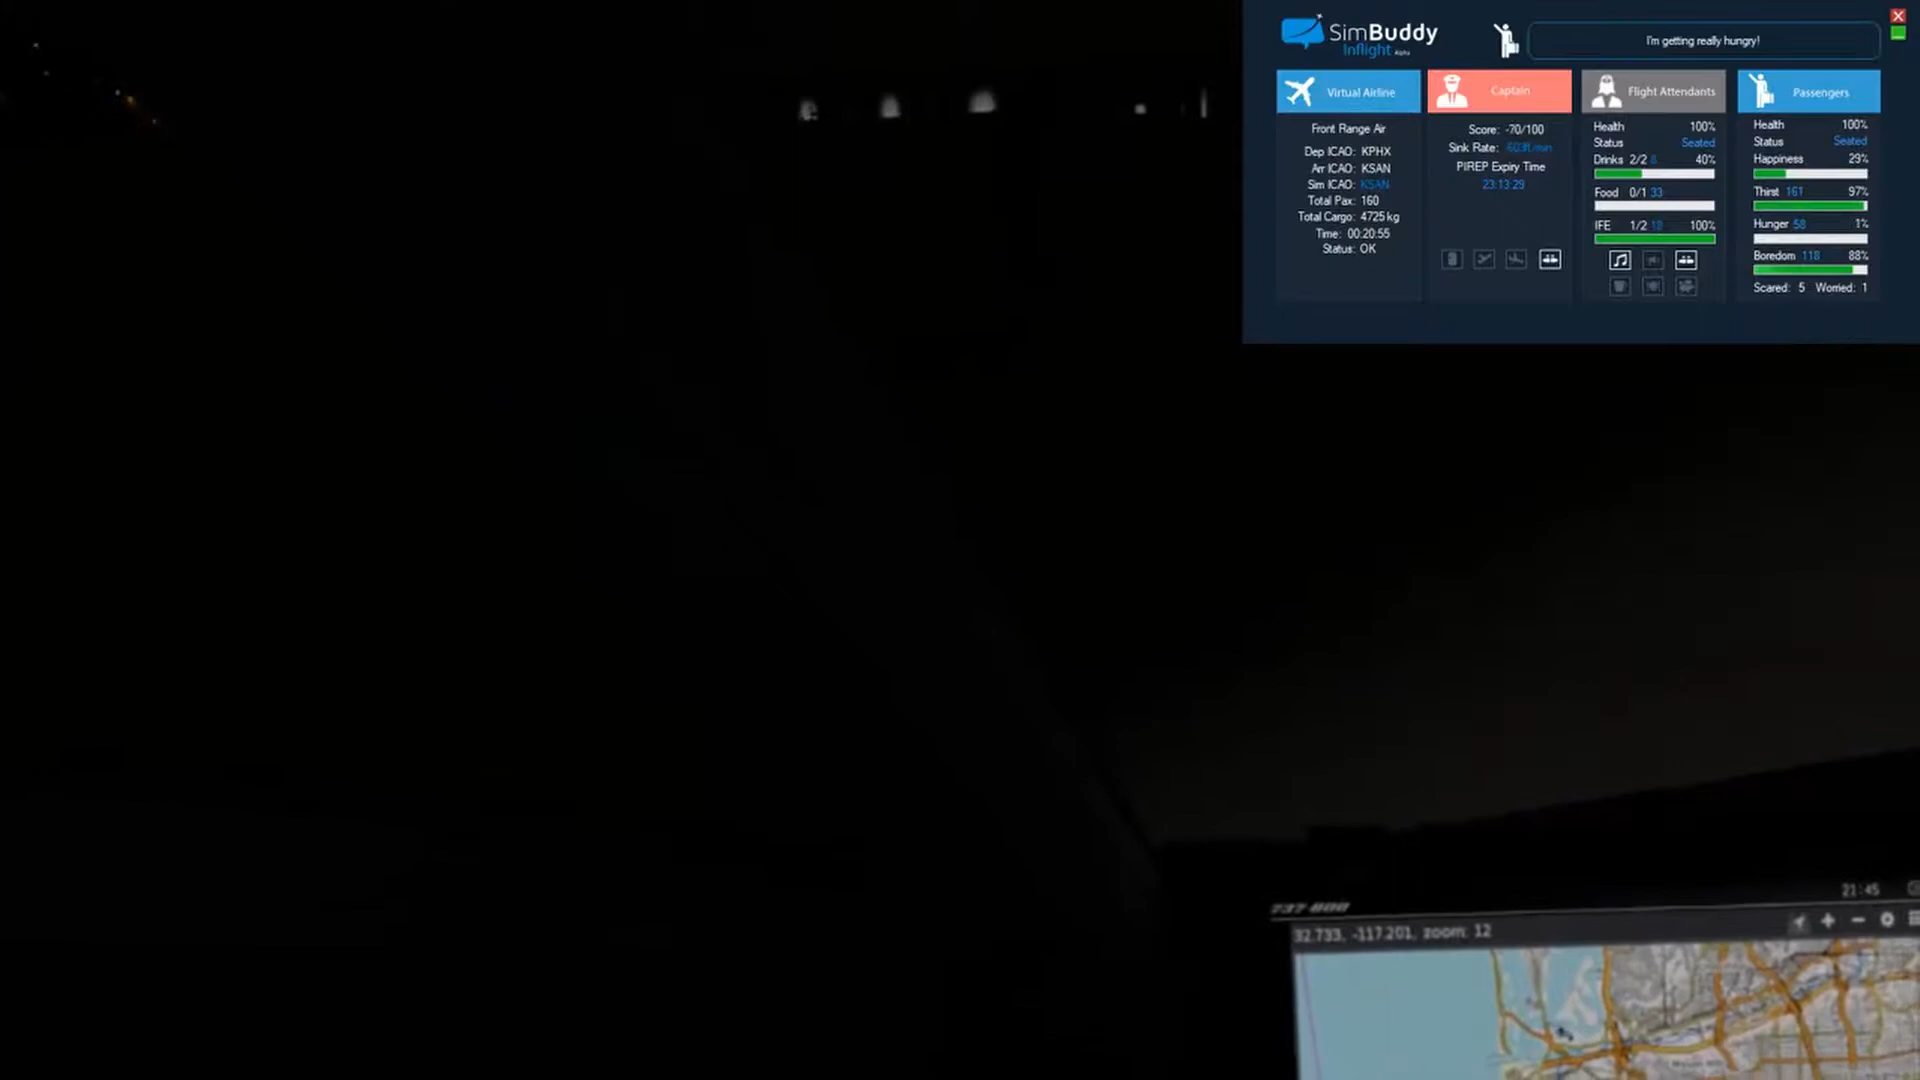 SimBuddy
Inflight Alpha
I'm getting really hungry!
Virtual Airline
Front Range Air
Dep ICAO: KPHX
Arr ICAO: KSAN
Sim ICAO: KSAN
Total Pax: 160
Total Cargo: 4725 kg
Time: 00:20:55
Status: OK
Captain
Score: -70/100
Sink Rate:
PIREP Expiry Time
23:13:29
Flight Attendants
Health 100%
Status Seated
Drinks 2/2 40%
Food 0/1 33
IFE 1/2 100%
Passengers
Health 100%
Status Seated
Happiness 29%
Thirst 161 97%
Hunger 58 1%
Boredom 118 88%
Scared: 5 Worried: 1
21:45
737-800
32.733, -117.201, zoom: 12